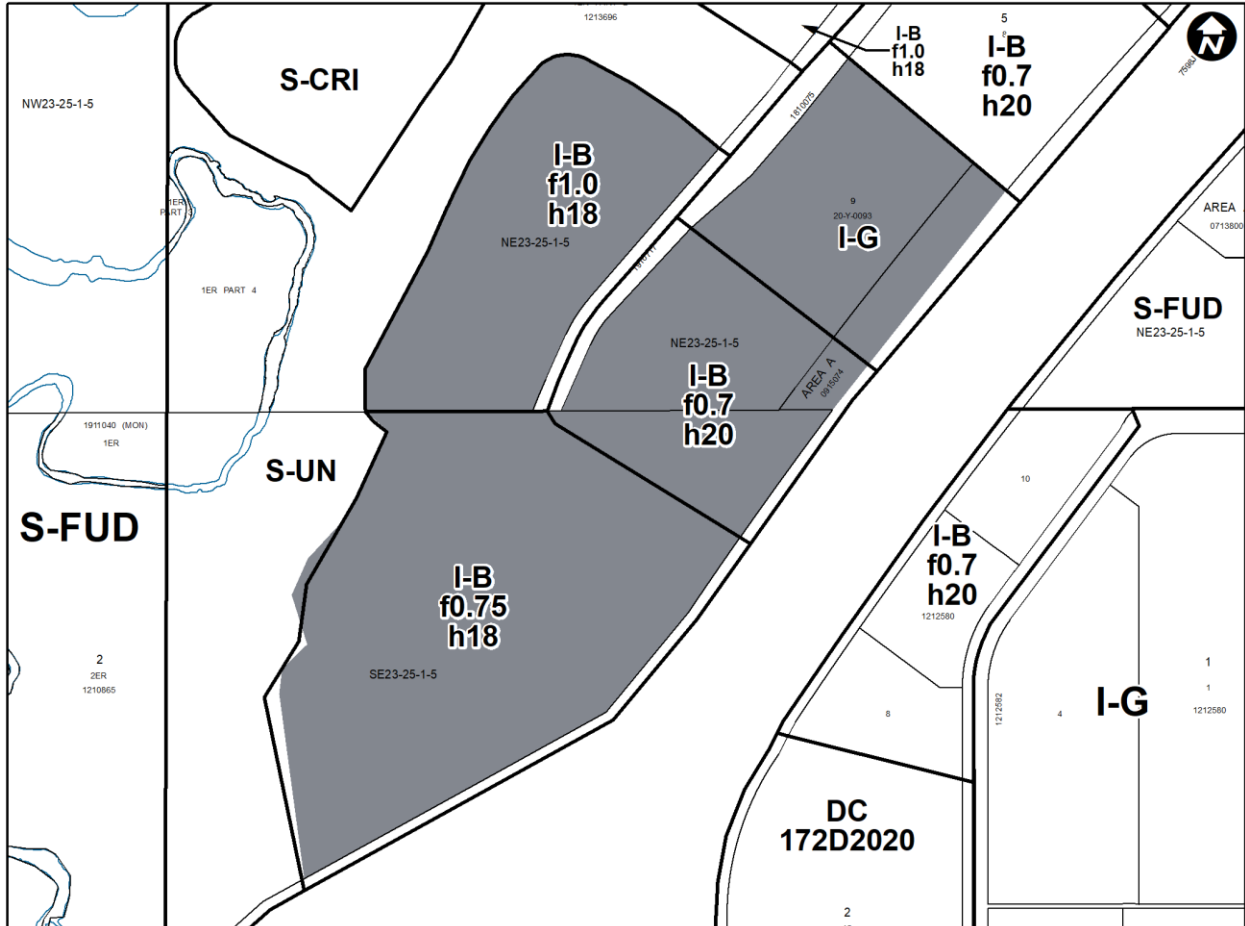 1213696
I-B
f1.0
h18
5
I-B
f0.7
h20
N
S-CRI
NW23-25-1-5
1810075
I-B
f1.0
h18
NE23-25-1-5
9
20-Y-0093
I-G
1ER
PART 3
AREA
0713800
S-FUD
NE23-25-1-5
1ER PART 4
NE23-25-1-5
I-B
f0.7
h20
AREA A
0915074
1911040 (MON)
1ER
S-UN
S-FUD
10
I-B
f0.7
h20
1212580
I-B
f0.75
h18
SE23-25-1-5
2
2ER
1210865
1
1
1212580
I-G
1212582
4
8
DC
172D2020
2